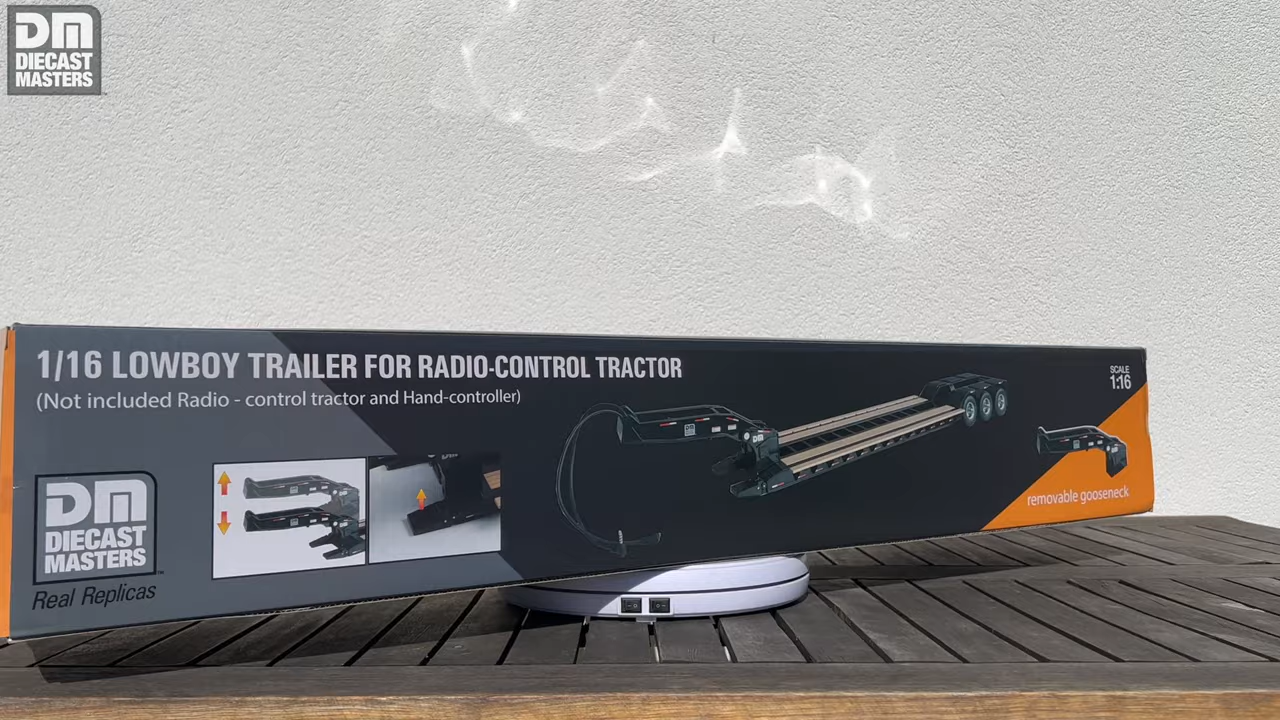 DM
DIECAST
MASTERS
1/16 LOWBOY TRAILER FOR RADIO-CONTROL TRACTOR
(Not included Radio - control tractor and Hand-controller)
SCALE
1:16
removable gooseneck
DM
DIECAST
MASTERS
Real Replicas
DM